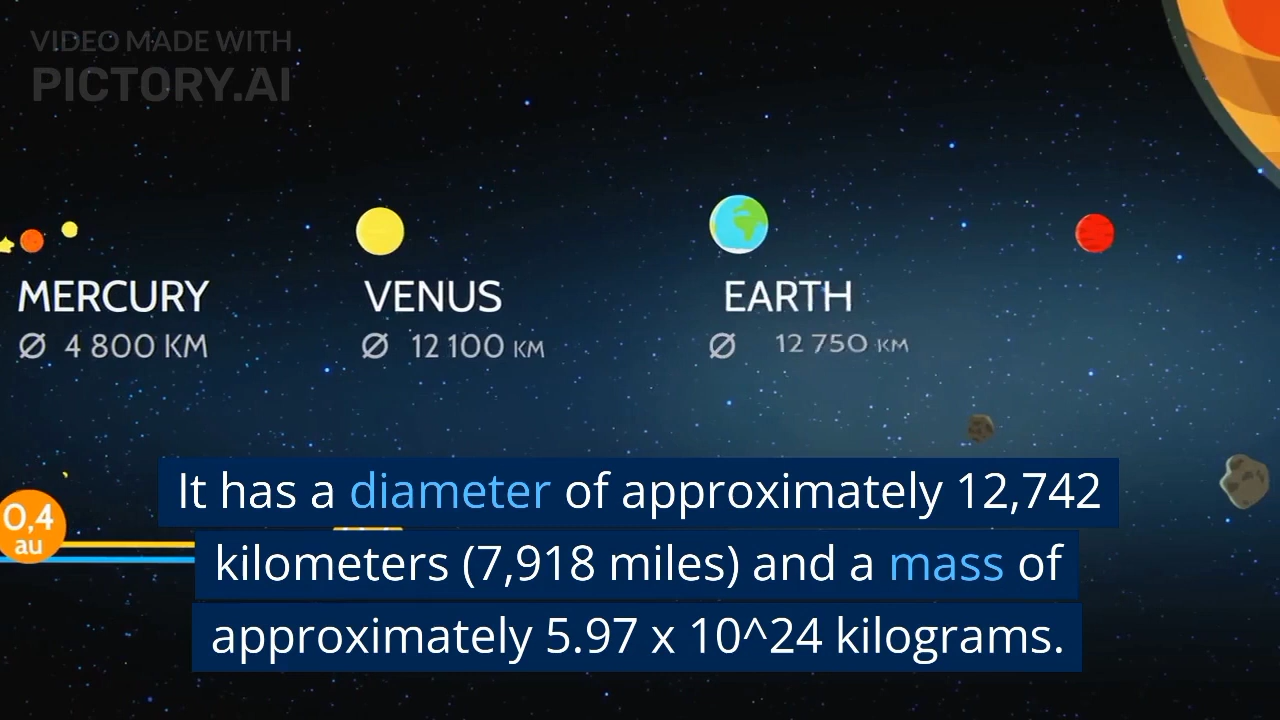 VIDEO MADE WITH
PICTORY.AI
MERCURY
Ø 4 800 KM
VENUS
Ø 12 100 KM
EARTH
Ø 12 750 KM
0,4
au
It has a diameter of approximately 12,742
kilometers (7,918 miles) and a mass of
approximately 5.97 x 10^24 kilograms.